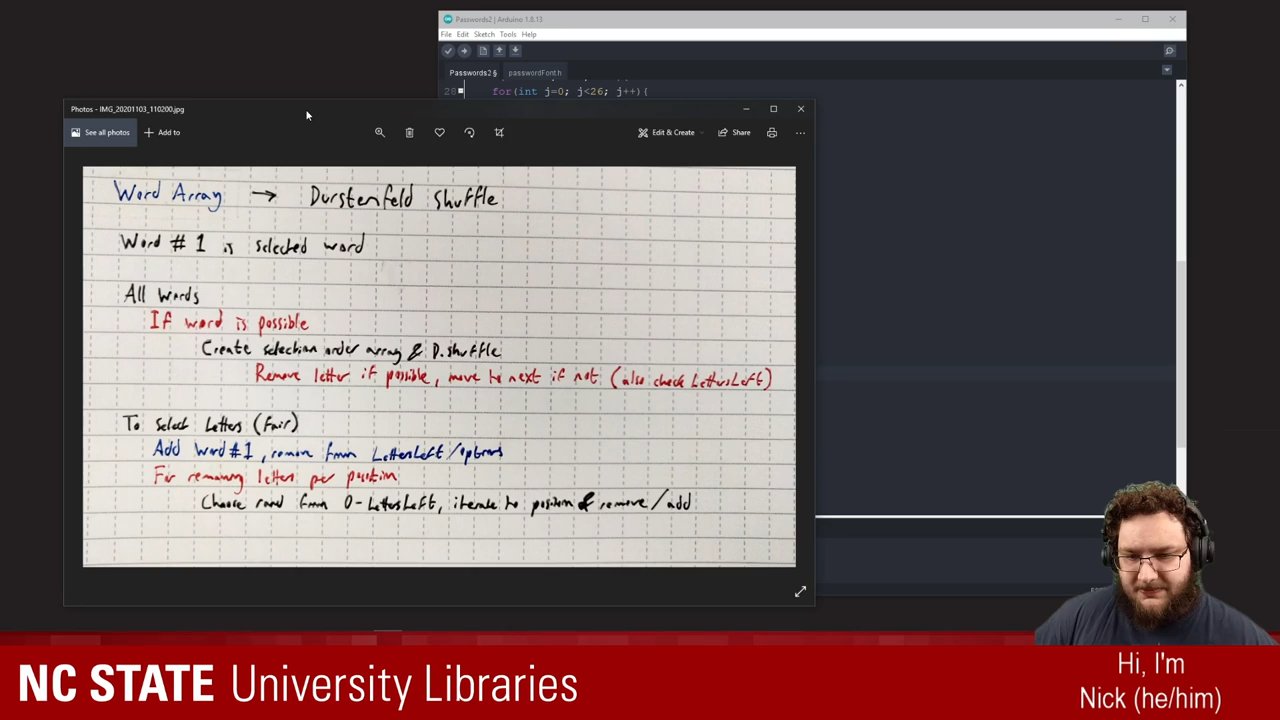 Passwords2 | Arduino 1.8.13
File Edit Sketch Tools Help
Passwords2 § passwordFont.h
28 for(int j=0; j<26; j++){
Photos - IMG_20201103_110200.jpg
See all photos Add to Edit & Create Share
Word Array → Durstenfeld Shuffle
Word # 1 is selected word
All Words
If word is possible
Create selection order array & D.shuffle
Remove letter if possible, move to next if not (also check LettersLeft)
To Select Letters (Fair)
Add Word #1, remove from LettersLeft/options
For remaining letters per position
Choose rand from 0-LettersLeft, iterate to position & remove/add
NC STATE University Libraries
Hi, I'm
Nick (he/him)